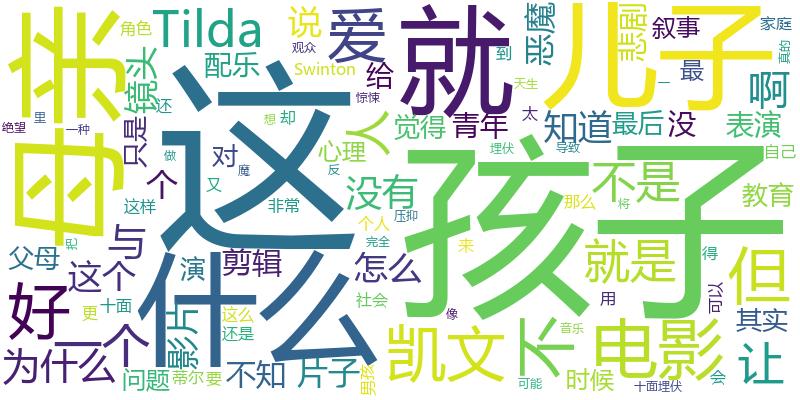 母亲
这
就
儿子
孩子
什么
Tilda
爱
说
角色
观众
Swinton
镜头
配乐
给
人
恶魔
悲剧
叙事
最
家庭
到
真的
天生
一
啊
还
惊悚
想
却
觉得
青年
太
知道
最后
没
表演
绝望
里
一种
只是
做
对
魔
心理
反
埋伏
导致
自己
个
又
非常
没有
个人
压抑
那么
将
不是
教育
这样
与
父母
把
这个
演
剪辑
完全
怎么
来
就是
得
但
好
一个
更
十面
影片
这么
还是
社会
像
凯文
不
音乐
电影
用
可以
其实
让
为什么
问题
蒂尔
要
不知
片子
男孩
可能
时候
十面埋伏
会